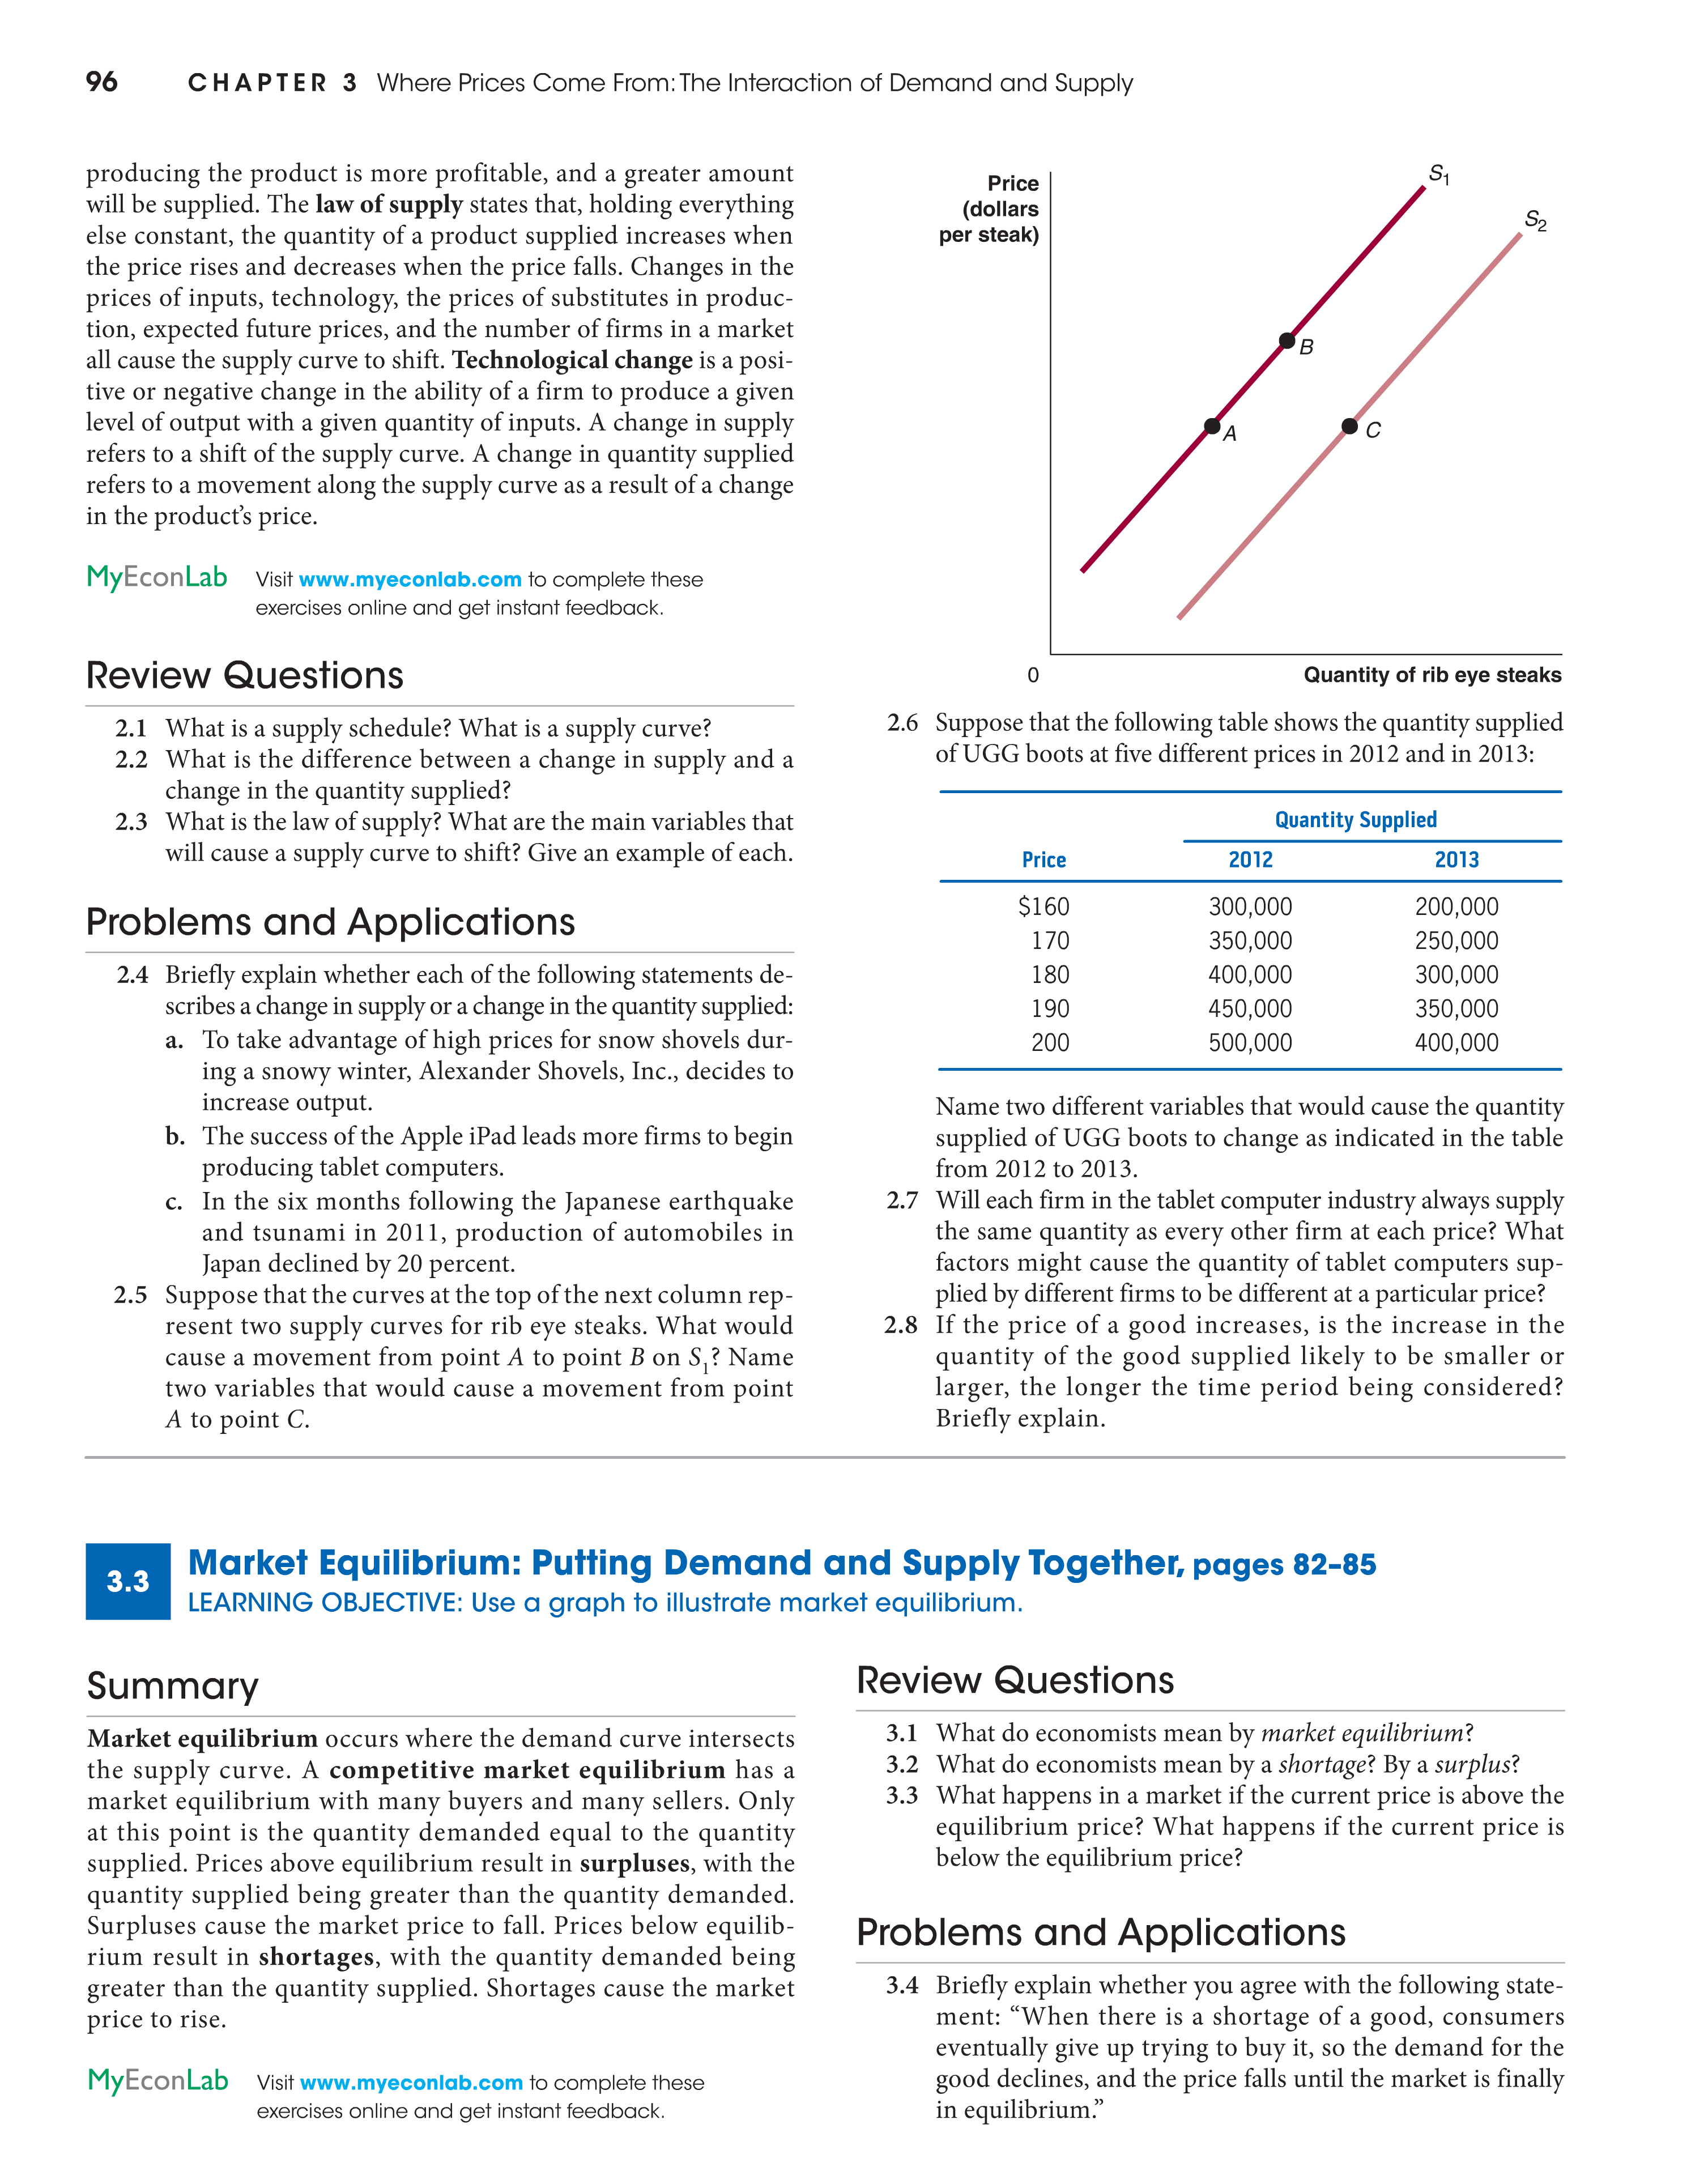 96 CHAPTER 3 Where Prices Come From: The Interaction of Demand and Supply
producing the product is more profitable, and a greater amount
will be supplied. The law of supply states that, holding everything
else constant, the quantity of a product supplied increases when
the price rises and decreases when the price falls. Changes in the
prices of inputs, technology, the prices of substitutes in produc-
tion, expected future prices, and the number of firms in a market
all cause the supply curve to shift. Technological change is a posi-
tive or negative change in the ability of a firm to produce a given
level of output with a given quantity of inputs. A change in supply
refers to a shift of the supply curve. A change in quantity supplied
refers to a movement along the supply curve as a result of a change
in the product's price.
MyEconLab Visit www.myeconlab.com to complete these
exercises online and get instant feedback.
Review Questions
2.1 What is a supply schedule? What is a supply curve?
2.2 What is the difference between a change in supply and a
change in the quantity supplied?
2.3 What is the law of supply? What are the main variables that
will cause a supply curve to shift? Give an example of each.
Problems and Applications
2.4 Briefly explain whether each of the following statements de-
scribes a change in supply or a change in the quantity supplied:
a. To take advantage of high prices for snow shovels dur-
ing a snowy winter, Alexander Shovels, Inc., decides to
increase output.
b. The success of the Apple iPad leads more firms to begin
producing tablet computers.
c. In the six months following the Japanese earthquake
and tsunami in 2011, production of automobiles in
Japan declined by 20 percent.
2.5 Suppose that the curves at the top of the next column rep-
resent two supply curves for rib eye steaks. What would
cause a movement from point A to point B on S1? Name
two variables that would cause a movement from point
A to point C.
Price
(dollars
per steak)
S1
S2
B
A
C
0
Quantity of rib eye steaks
2.6 Suppose that the following table shows the quantity supplied
of UGG boots at five different prices in 2012 and in 2013:
Quantity Supplied
Price 2012 2013
$160 300,000 200,000
170 350,000 250,000
180 400,000 300,000
190 450,000 350,000
200 500,000 400,000
Name two different variables that would cause the quantity
supplied of UGG boots to change as indicated in the table
from 2012 to 2013.
2.7 Will each firm in the tablet computer industry always supply
the same quantity as every other firm at each price? What
factors might cause the quantity of tablet computers sup-
plied by different firms to be different at a particular price?
2.8 If the price of a good increases, is the increase in the
quantity of the good supplied likely to be smaller or
larger, the longer the time period being considered?
Briefly explain.
3.3 Market Equilibrium: Putting Demand and Supply Together, pages 82–85
LEARNING OBJECTIVE: Use a graph to illustrate market equilibrium.
Summary
Market equilibrium occurs where the demand curve intersects
the supply curve. A competitive market equilibrium has a
market equilibrium with many buyers and many sellers. Only
at this point is the quantity demanded equal to the quantity
supplied. Prices above equilibrium result in surpluses, with the
quantity supplied being greater than the quantity demanded.
Surpluses cause the market price to fall. Prices below equilib-
rium result in shortages, with the quantity demanded being
greater than the quantity supplied. Shortages cause the market
price to rise.
MyEconLab Visit www.myeconlab.com to complete these
exercises online and get instant feedback.
Review Questions
3.1 What do economists mean by market equilibrium?
3.2 What do economists mean by a shortage? By a surplus?
3.3 What happens in a market if the current price is above the
equilibrium price? What happens if the current price is
below the equilibrium price?
Problems and Applications
3.4 Briefly explain whether you agree with the following state-
ment: “When there is a shortage of a good, consumers
eventually give up trying to buy it, so the demand for the
good declines, and the price falls until the market is finally
in equilibrium.”